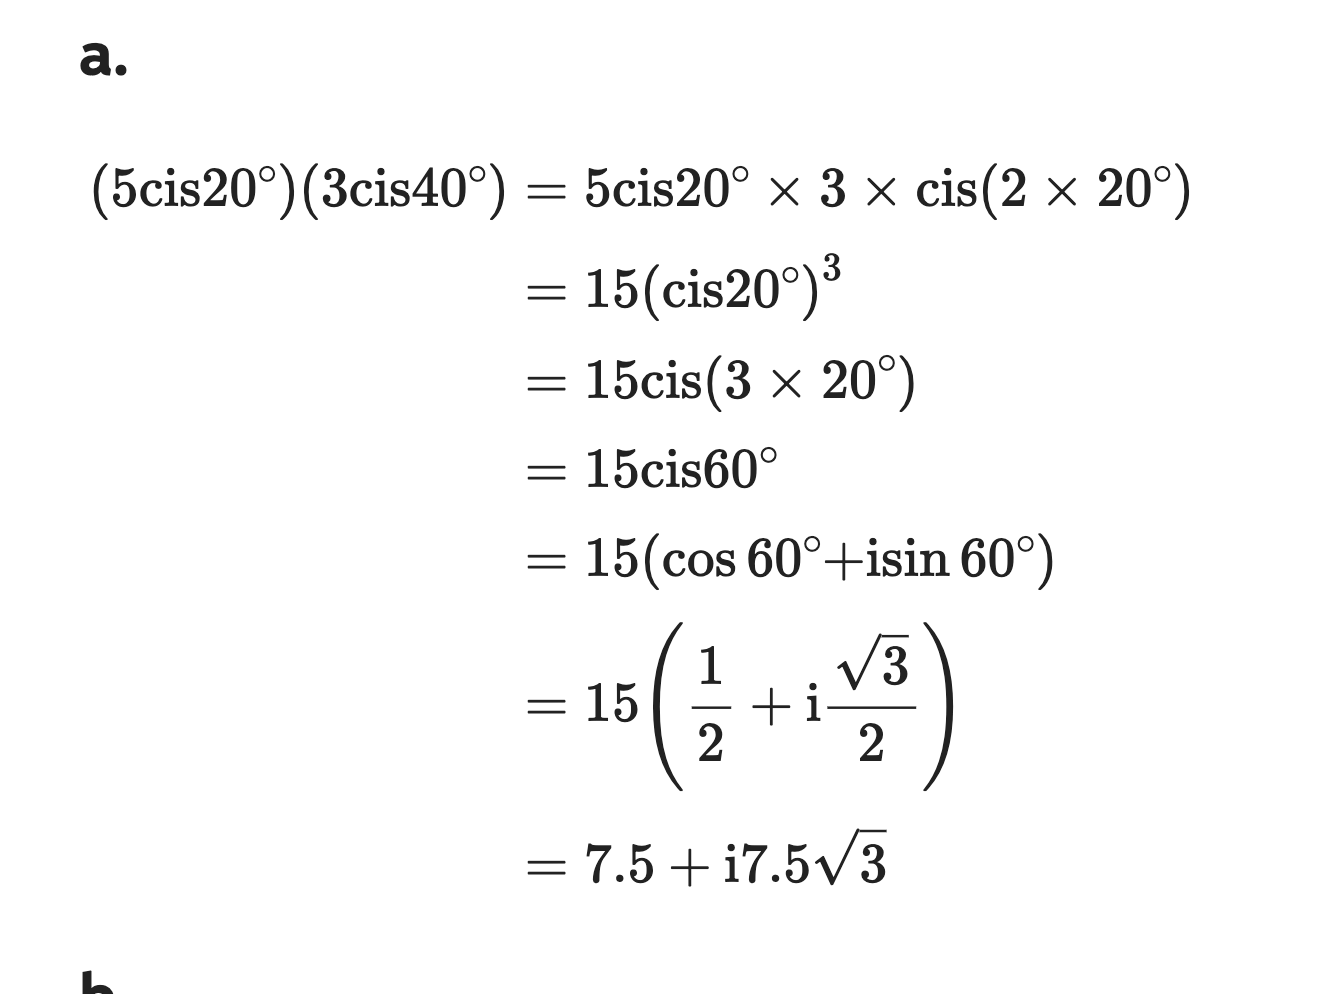 a.
(5cis20°)(3cis40°) = 5cis20° × 3 × cis(2 × 20°)
= 15(cis20°)³
= 15cis(3 × 20°)
= 15cis60°
= 15(cos 60°+isin 60°)
= 15(1/2 + i√3/2)
= 7.5 + i7.5√3